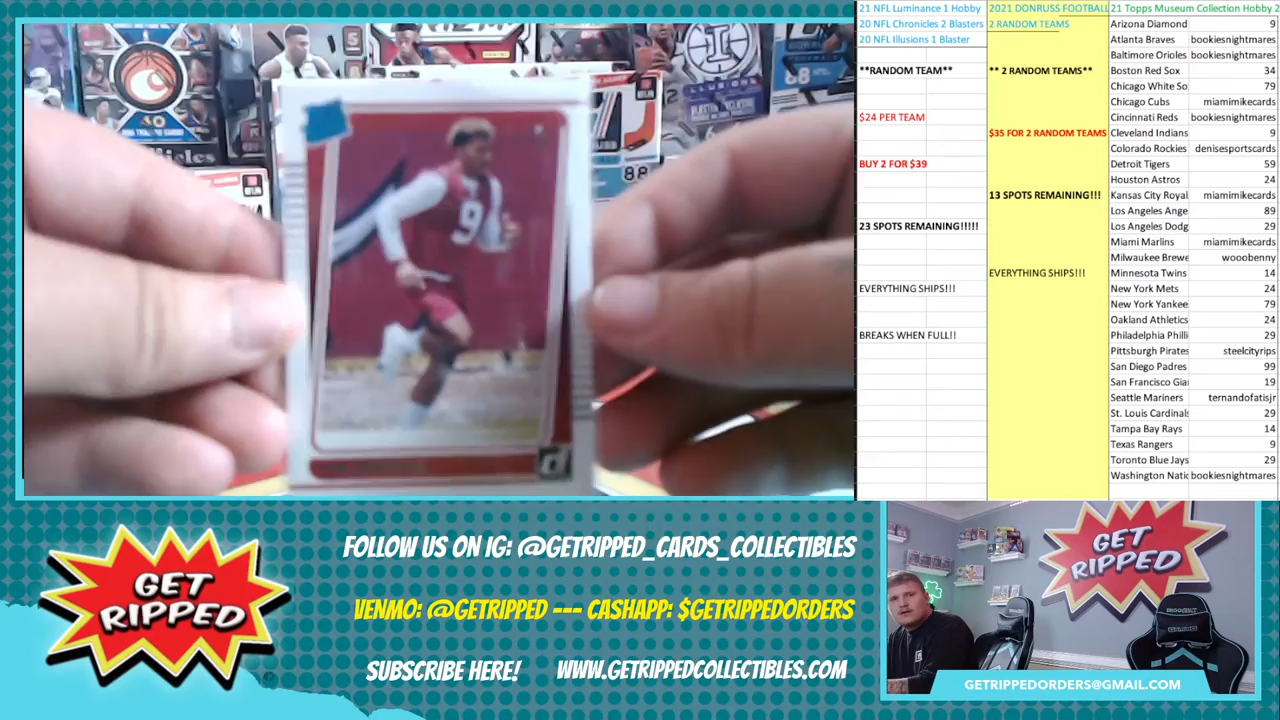 21 NFL Luminance 1 Hobby
20 NFL Chronicles 2 Blasters
20 NFL Illusions 1 Blaster
**RANDOM TEAM**
$24 PER TEAM
BUY 2 FOR $39
23 SPOTS REMAINING!!!!!
EVERYTHING SHIPS!!!
BREAKS WHEN FULL!!
2021 DONRUSS FOOTBALL
2 RANDOM TEAMS
** 2 RANDOM TEAMS**
$35 FOR 2 RANDOM TEAMS
13 SPOTS REMAINING!!!
EVERYTHING SHIPS!!!
21 Topps Museum Collection Hobby 2
Arizona Diamond 9
Atlanta Braves bookiesnightmares
Baltimore Orioles bookiesnightmares
Boston Red Sox 34
Chicago White So 79
Chicago Cubs miamimikecards
Cincinnati Reds bookiesnightmares
Cleveland Indians 9
Colorado Rockies denisesportscards
Detroit Tigers 59
Houston Astros 24
Kansas City Royal miamimikecards
Los Angeles Ange 89
Los Angeles Dodg 29
Miami Marlins miamimikecards
Milwaukee Brewe wooobenny
Minnesota Twins 14
New York Mets 24
New York Yankee 79
Oakland Athletics 24
Philadelphia Philli 29
Pittsburgh Pirates steelcityrips
San Diego Padres 99
San Francisco Gia 19
Seattle Mariners ternandofatisjr
St. Louis Cardinals 29
Tampa Bay Rays 14
Texas Rangers 9
Toronto Blue Jays 29
Washington Natic bookiesnightmares
9
d
88
ILLUSIONS
GET
RIPPED
FOLLOW US ON IG: @GETRIPPED_CARDS_COLLECTIBLES
VENMO: @GETRIPPED --- CASHAPP: $GETRIPPEDORDERS
SUBSCRIBE HERE! WWW.GETRIPPEDCOLLECTIBLES.COM
GET
RIPPED
GETRIPPEDORDERS@GMAIL.COM